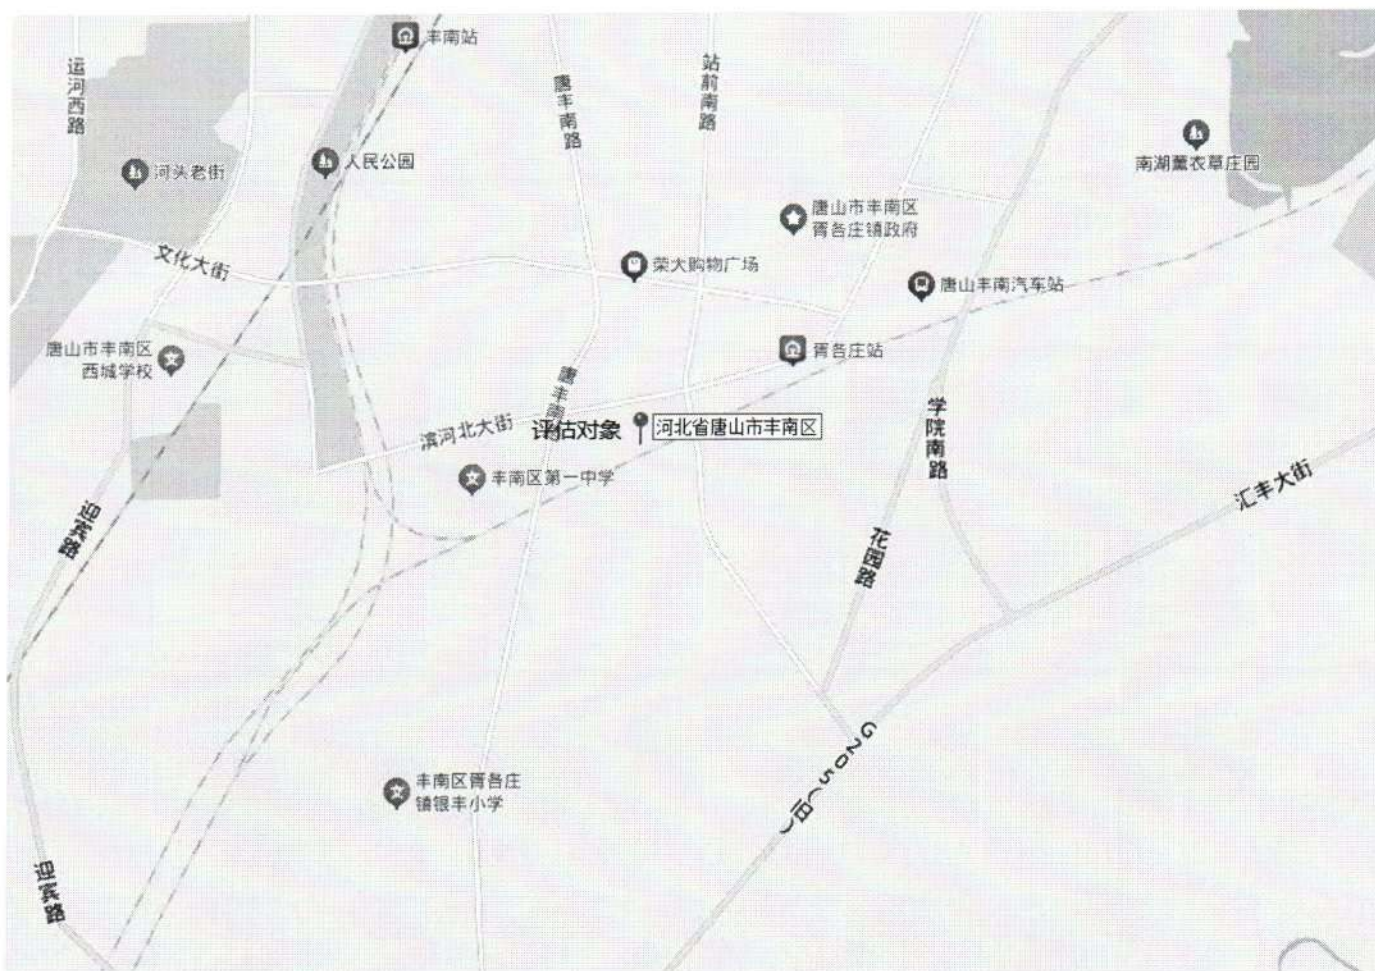 丰南站
运河西路
唐丰南路
站前南路
河头老街
人民公园
南湖薰衣草庄园
唐山市丰南区
胥各庄镇政府
文化大街
荣大购物广场
唐山丰南汽车站
唐山市丰南区
西城学校
胥各庄站
唐丰南路
学院南路
滨河北大街
评估对象
河北省唐山市丰南区
丰南区第一中学
汇丰大街
迎宾路
花园路
G205(旧)
丰南区胥各庄
镇银丰小学
迎宾路